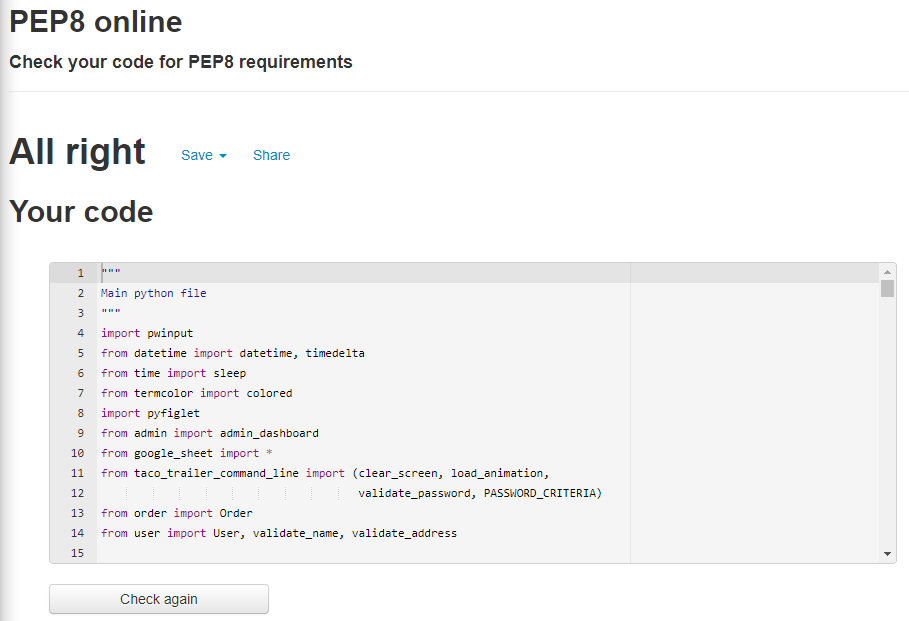 PEP8 online
Check your code for PEP8 requirements
All right Save Share
Your code
1 """
2 Main python file
3 """
4 import pwinput
5 from datetime import datetime, timedelta
6 from time import sleep
7 from termcolor import colored
8 import pyfiglet
9 from admin import admin_dashboard
10 from google_sheet import *
11 from taco_trailer_command_line import (clear_screen, load_animation,
12 validate_password, PASSWORD_CRITERIA)
13 from order import Order
14 from user import User, validate_name, validate_address
15
Check again